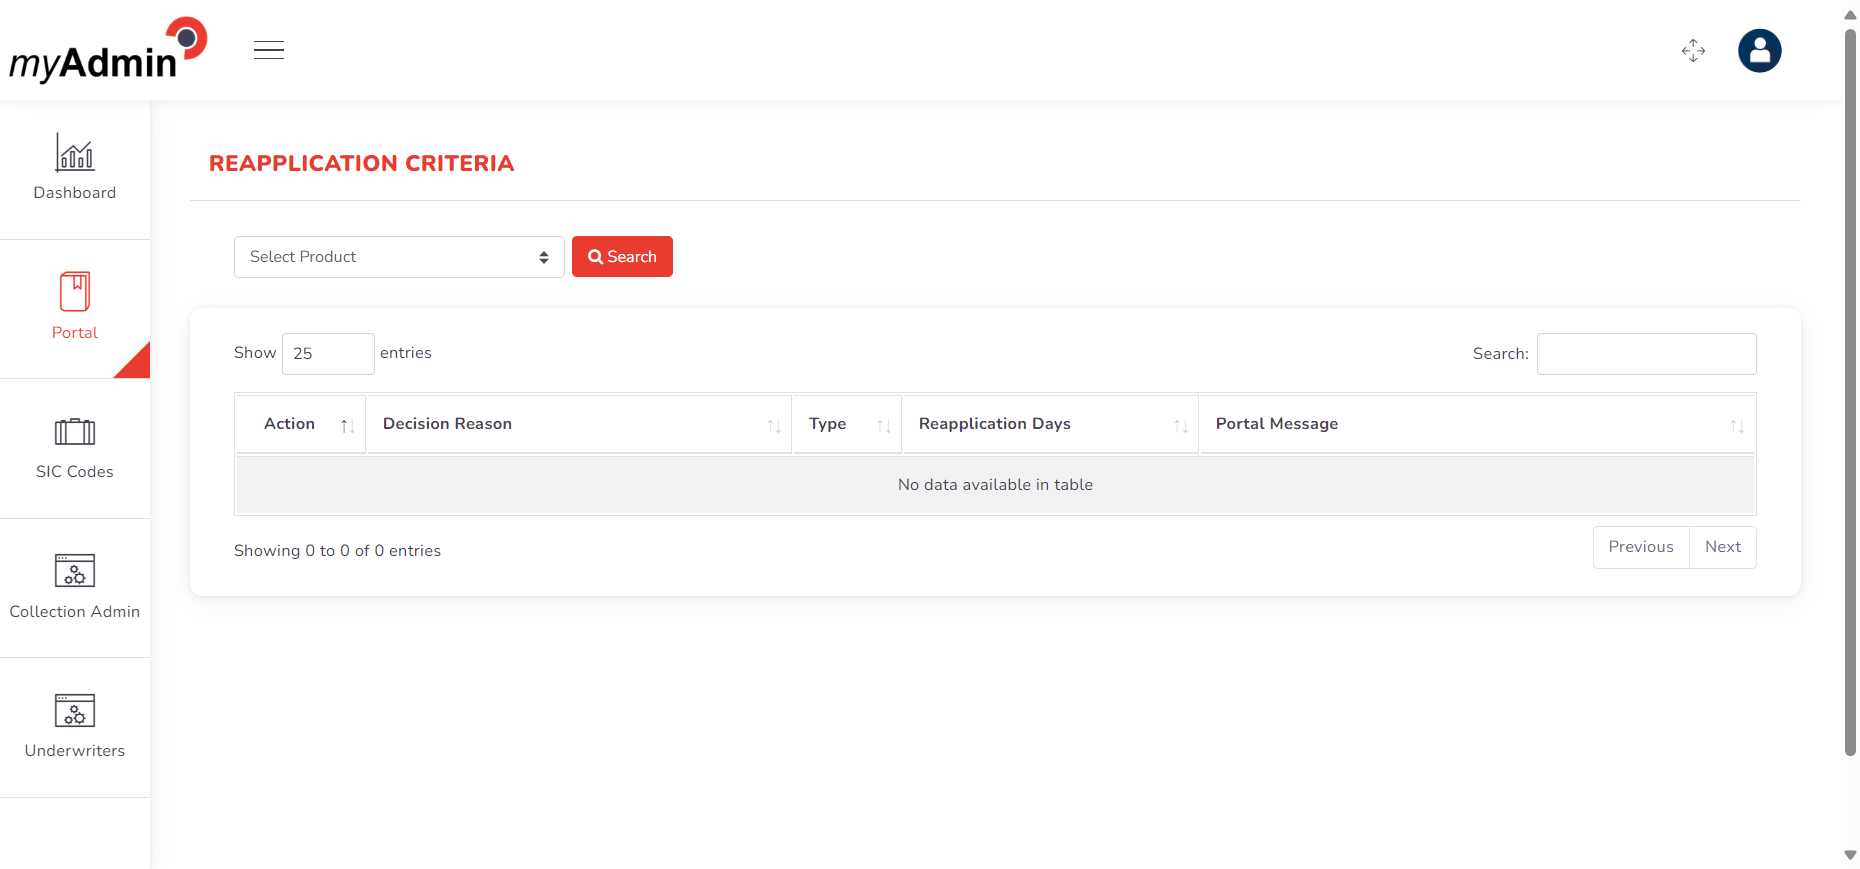 myAdmin
Dashboard
Portal
SIC Codes
Collection Admin
Underwriters
REAPPLICATION CRITERIA
Select Product
Search
Show 25 entries
Search:
Action Decision Reason Type Reapplication Days Portal Message
No data available in table
Showing 0 to 0 of 0 entries
Previous Next